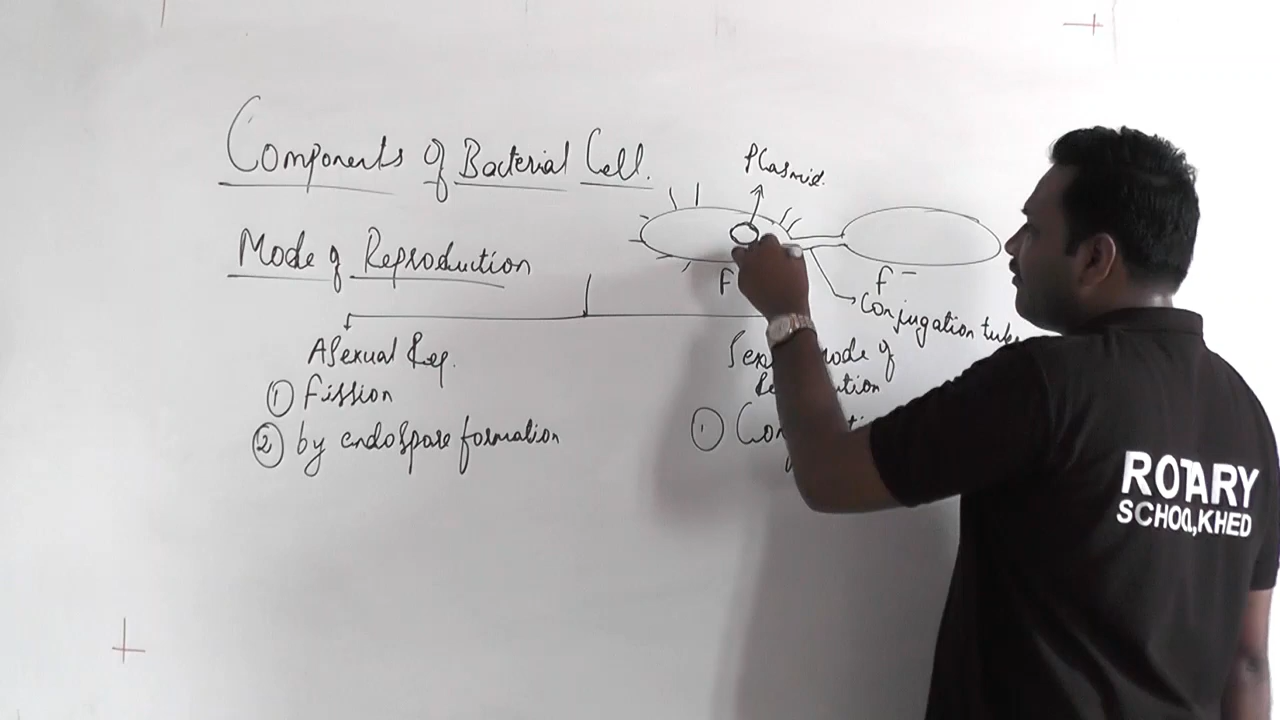 Components of Bacterial Cell.
Plasmid.
Mode of Reproduction
F
F –
Conjugation tube
Asexual Rep.
mode of
① Fission
② by endospore formation
①
ROTARY
SCHOOL,KHED